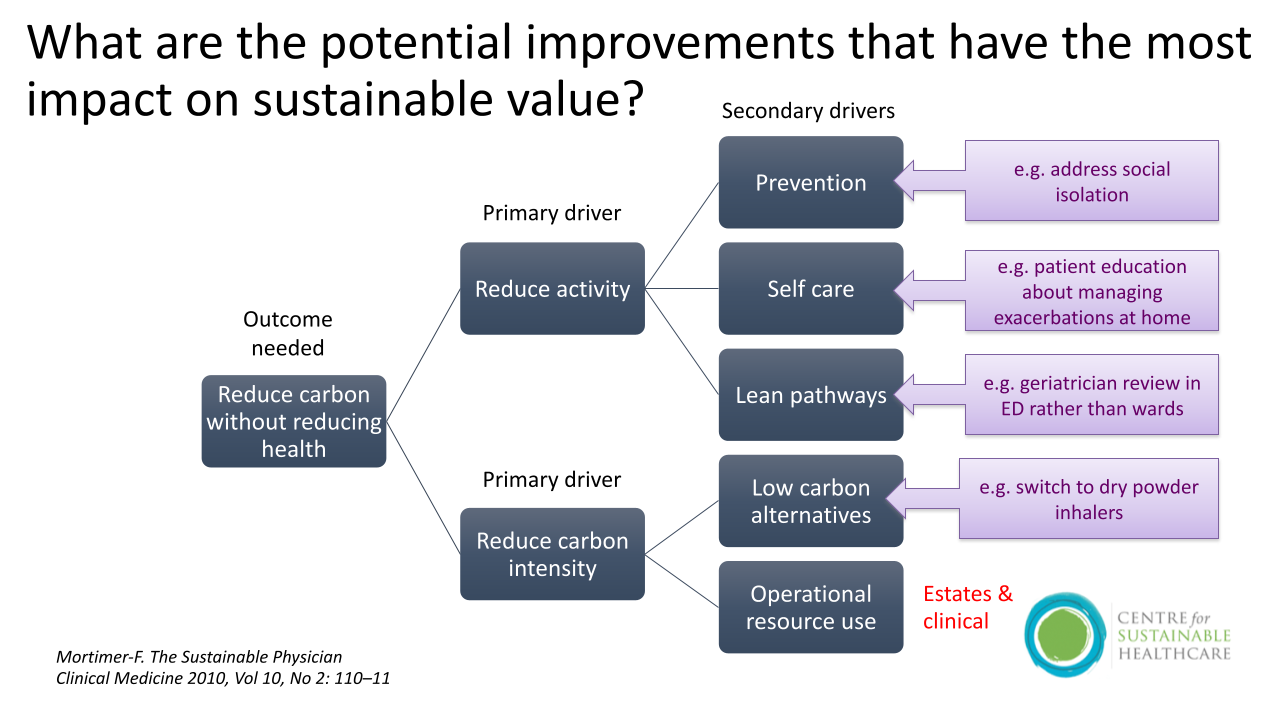 What are the potential improvements that have the most
impact on sustainable value?
Secondary drivers
Prevention
e.g. address social
isolation
Primary driver
Reduce activity
Self care
e.g. patient education
about managing
exacerbations at home
Outcome
needed
Reduce carbon
without reducing
health
Lean pathways
e.g. geriatrician review in
ED rather than wards
Primary driver
Reduce carbon
intensity
Low carbon
alternatives
e.g. switch to dry powder
inhalers
Operational
resource use
Estates &
clinical
CENTRE for
SUSTAINABLE
HEALTHCARE
Mortimer-F. The Sustainable Physician
Clinical Medicine 2010, Vol 10, No 2: 110–11